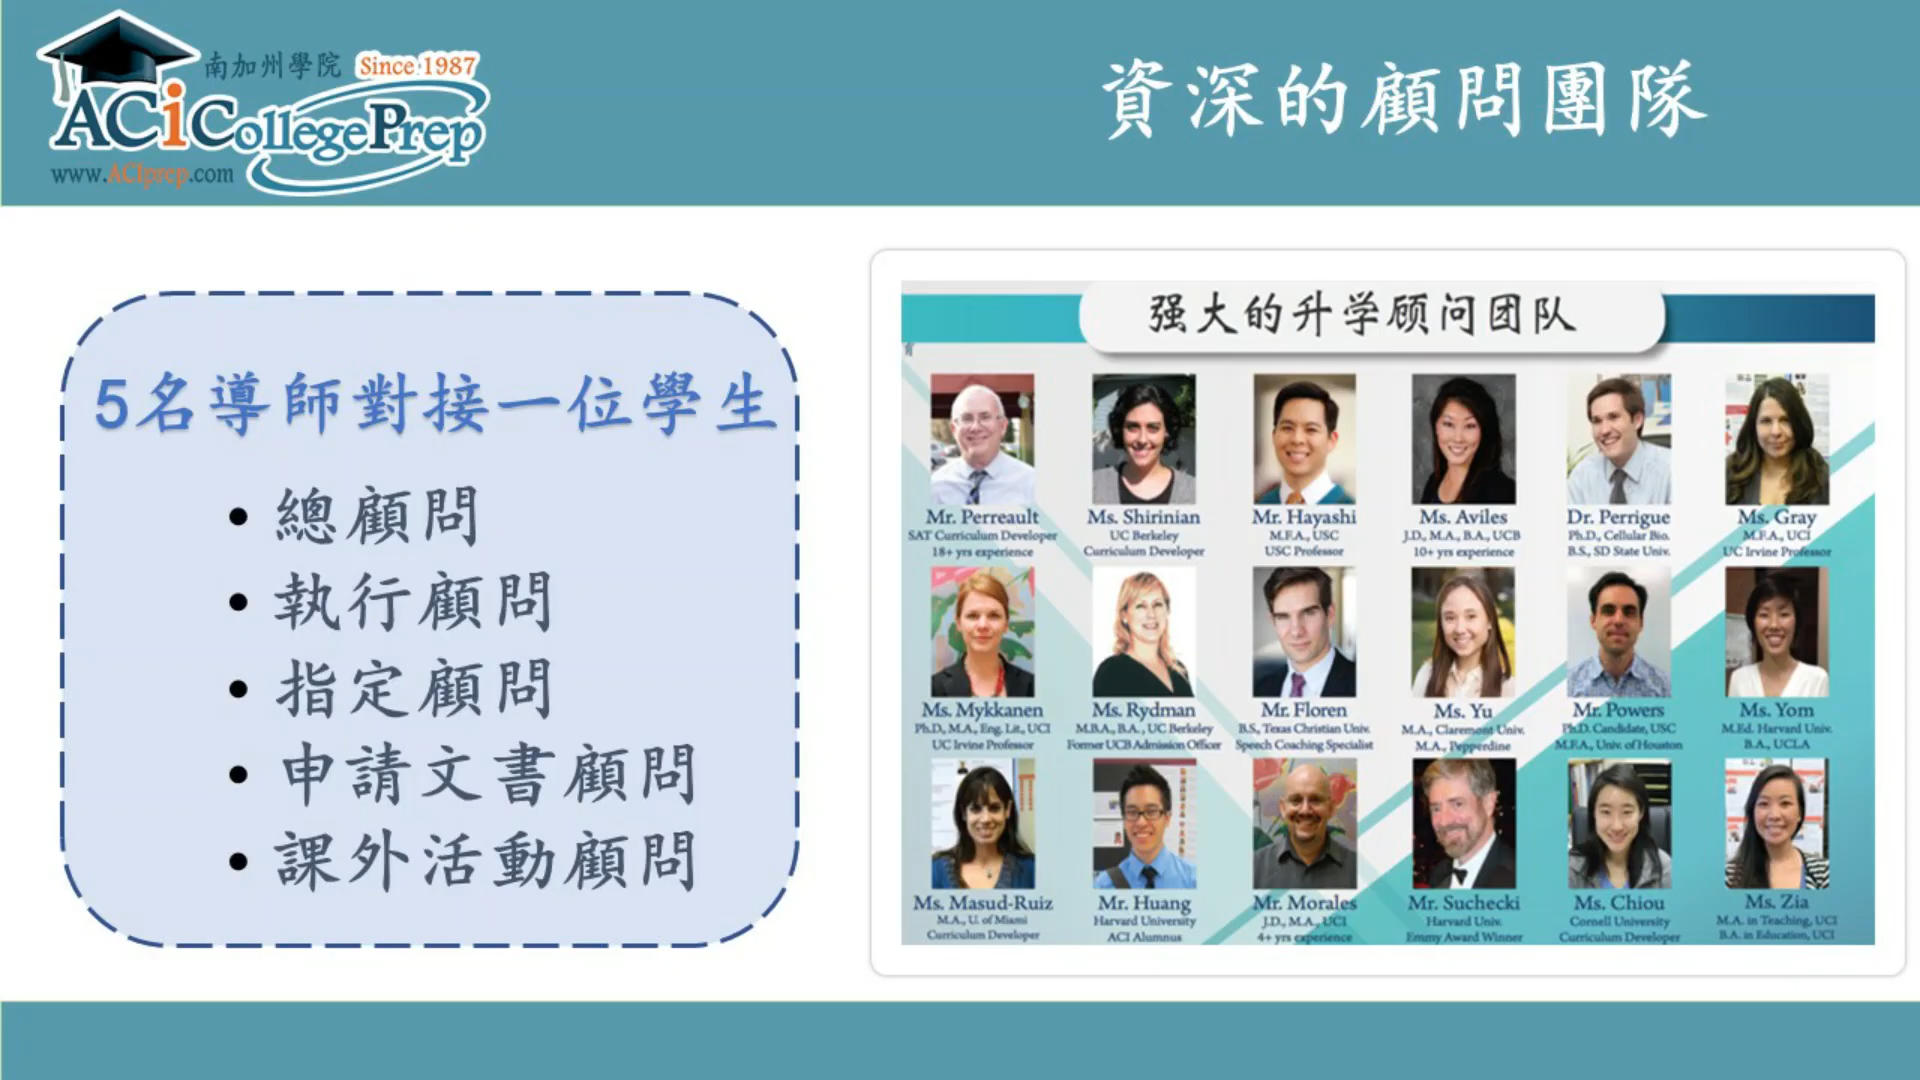 南加州學院 Since 1987
ACiCollegePrep
www.ACIprep.com
資深的顧問團隊
5名導師對接一位學生
• 總顧問
• 執行顧問
• 指定顧問
• 申請文書顧問
• 課外活動顧問
强大的升学顾问团队
育
Mr. Perreault
SAT Curriculum Developer
18+ yrs experience
Ms. Shirinian
UC Berkeley
Curriculum Developer
Mr. Hayashi
M.F.A., USC
USC Professor
Ms. Aviles
J.D., M.A., B.A., UCB
10+ yrs experience
Dr. Perrigue
Ph.D., Cellular Bio.
B.S., SD State Univ.
Ms. Gray
M.F.A., UCI
UC Irvine Professor
Ms. Mykkanen
Ph.D., M.A., Eng. Lit., UCI
UC Irvine Professor
Ms. Rydman
M.B.A., B.A., UC Berkeley
Former UCB Admission Officer
Mr. Floren
B.S., Texas Christian Univ.
Speech Coaching Specialist
Ms. Yu
M.A., Claremont Univ.
M.A., Pepperdine
Mr. Powers
Ph.D. Candidate, USC
M.F.A., Univ. of Houston
Ms. Yom
M.Ed. Harvard Univ.
B.A., UCLA
Ms. Masud-Ruiz
M.A., U. of Miami
Curriculum Developer
Mr. Huang
Harvard University
ACI Alumnus
Mr. Morales
J.D., M.A., UCI
4+ yrs experience
Mr. Suchecki
Harvard Univ.
Emmy Award Winner
Ms. Chiou
Cornell University
Curriculum Developer
Ms. Zia
M.A. in Teaching, UCI
B.A. in Education, UCI